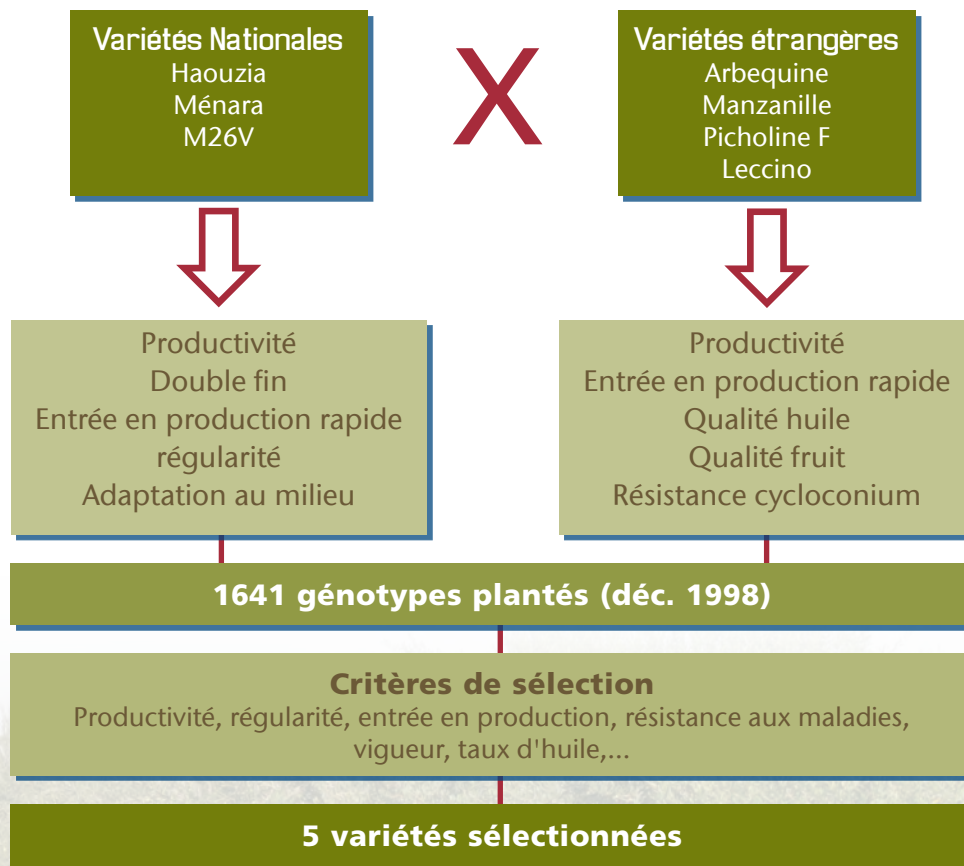 Variétés Nationales
Haouzia
Ménara
M26V
X
Variétés étrangères
Arbequine
Manzanille
Picholine F
Leccino
Productivité
Double fin
Entrée en production rapide
régularité
Adaptation au milieu
Productivité
Entrée en production rapide
Qualité huile
Qualité fruit
Résistance cycloconium
1641 génotypes plantés (déc. 1998)
Critères de sélection
Productivité, régularité, entrée en production, résistance aux maladies,
vigueur, taux d'huile,...
5 variétés sélectionnées